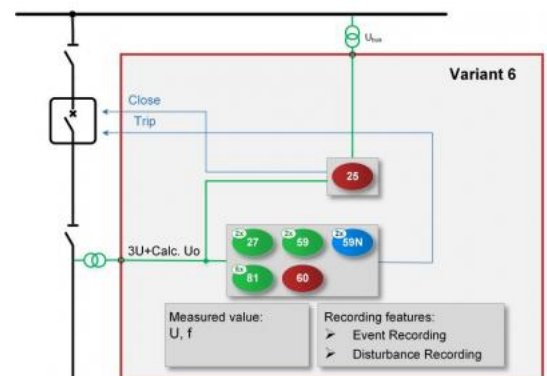 Ubus
Variant 6
Close
Trip
25
3U+Calc. Uo
2x
27
2x
59
2x
59N
6x
81
60
Measured value:
U, f
Recording features:
➢ Event Recording
➢ Disturbance Recording